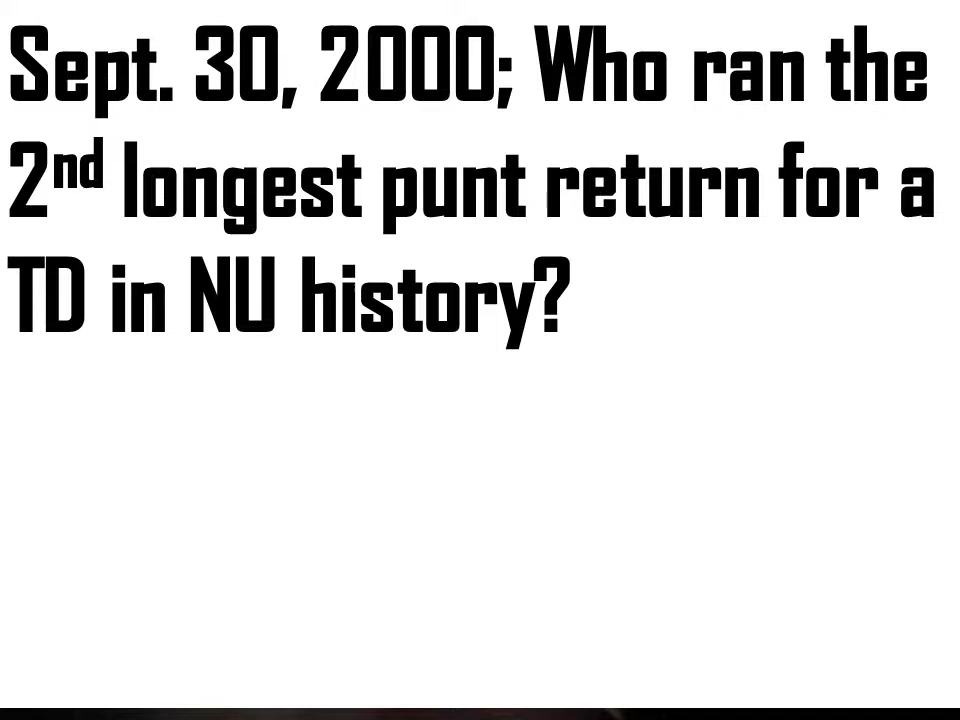 Sept. 30, 2000; Who ran the
2nd longest punt return for a
TD in NU history?